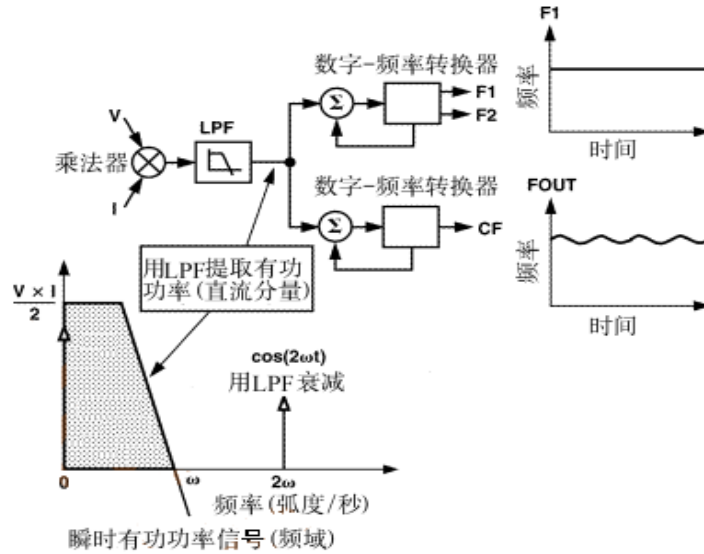 F1
数字-频率转换器
频率
时间
F1
F2
Σ
V
LPF
乘法器
I
数字-频率转换器
Σ
CF
FOUT
频率
时间
用LPF提取有功
功率(直流分量)
V × I
2
cos(2ωt)
用LPF衰减
0
ω
2ω
频率(弧度/秒)
瞬时有功功率信号(频域)